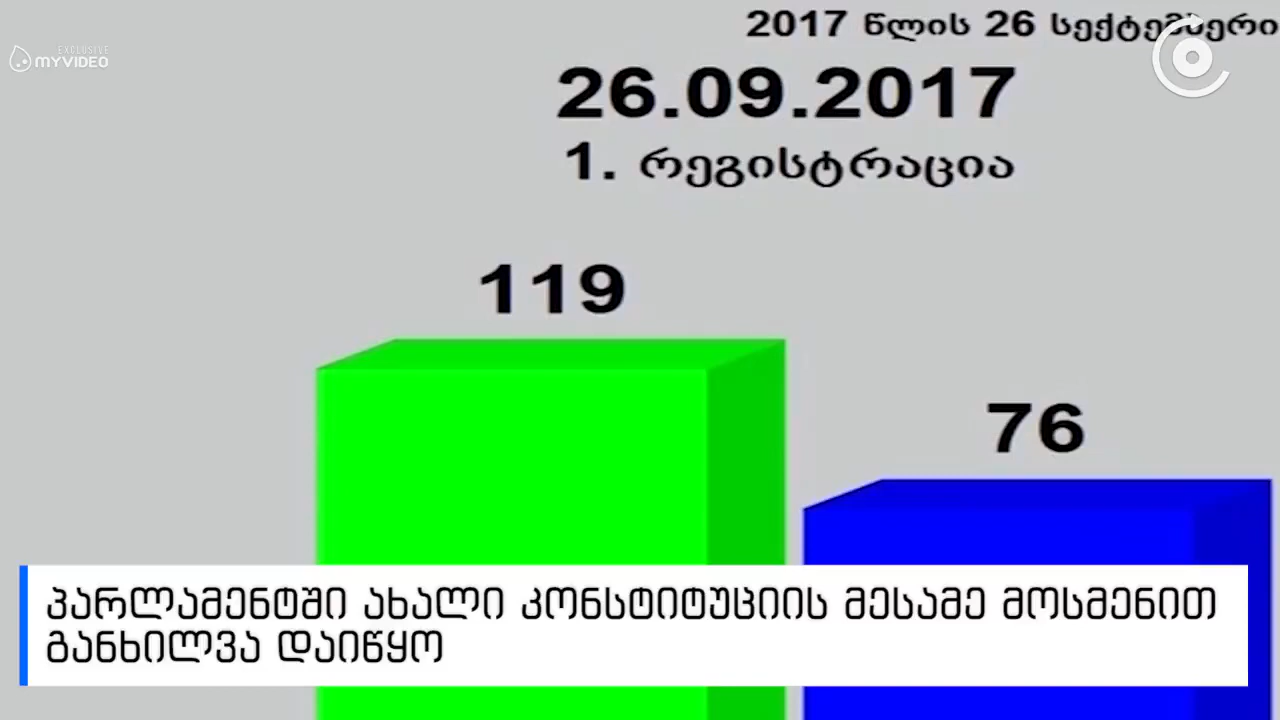 2017 წლის 26 სექტემბერი
EXCLUSIVE
MYVIDEO
26.09.2017
1. რეგისტრაცია
119
76
პარლამენტში ახალი კონსტიტუციის მესამე მოსმენით
განხილვა დაიწყო